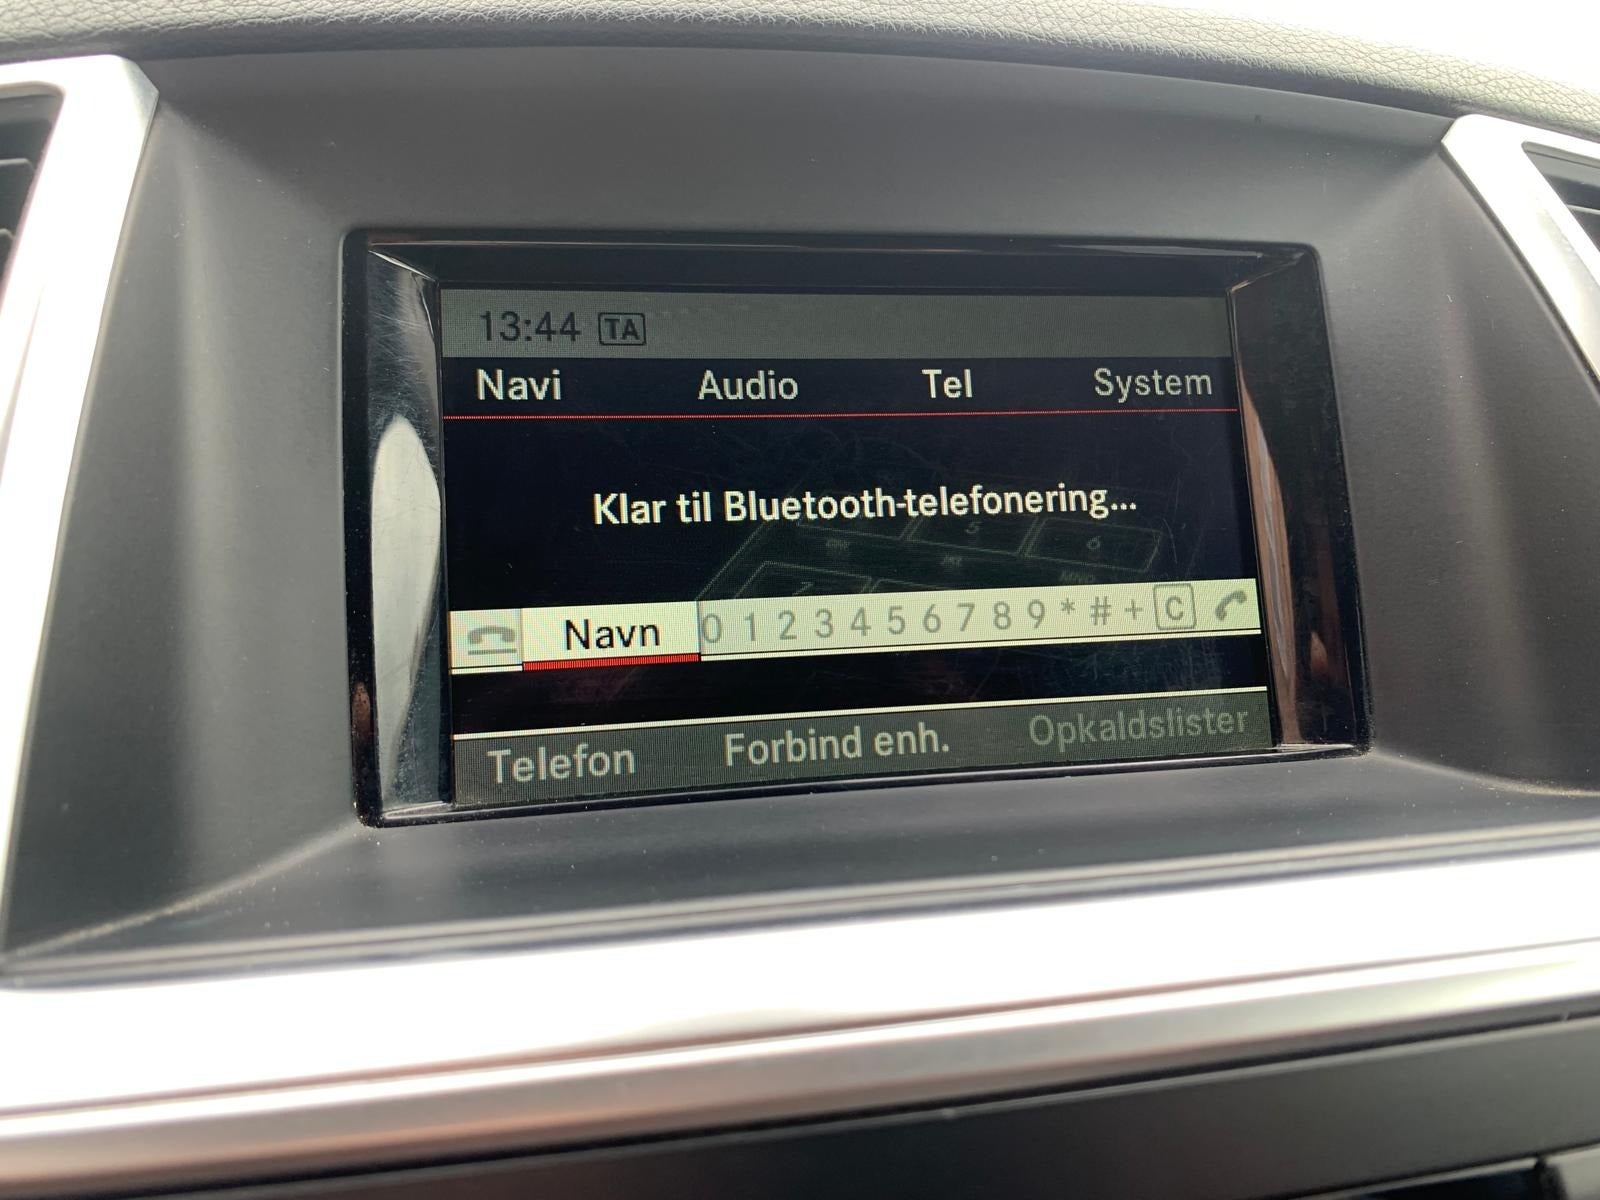 13:44 TA
Navi Audio Tel System
Klar til Bluetooth-telefonering...
Navn 0 1 2 3 4 5 6 7 8 9 * # + C
Telefon Forbind enh. Opkaldslister